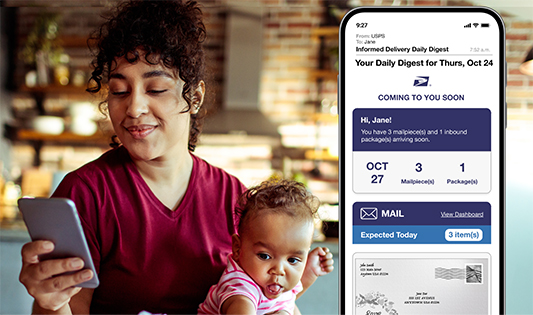 9:27
From: USPS
To: Jane
Informed Delivery Daily Digest 7:52 a.m.
Your Daily Digest for Thurs, Oct 24
COMING TO YOU SOON
Hi, Jane!
You have 3 mailpiece(s) and 1 inbound
package(s) arriving soon.
OCT
27
3
Mailpiece(s)
1
Package(s)
MAIL
View Dashboard
Expected Today
3 item(s)
John Smith